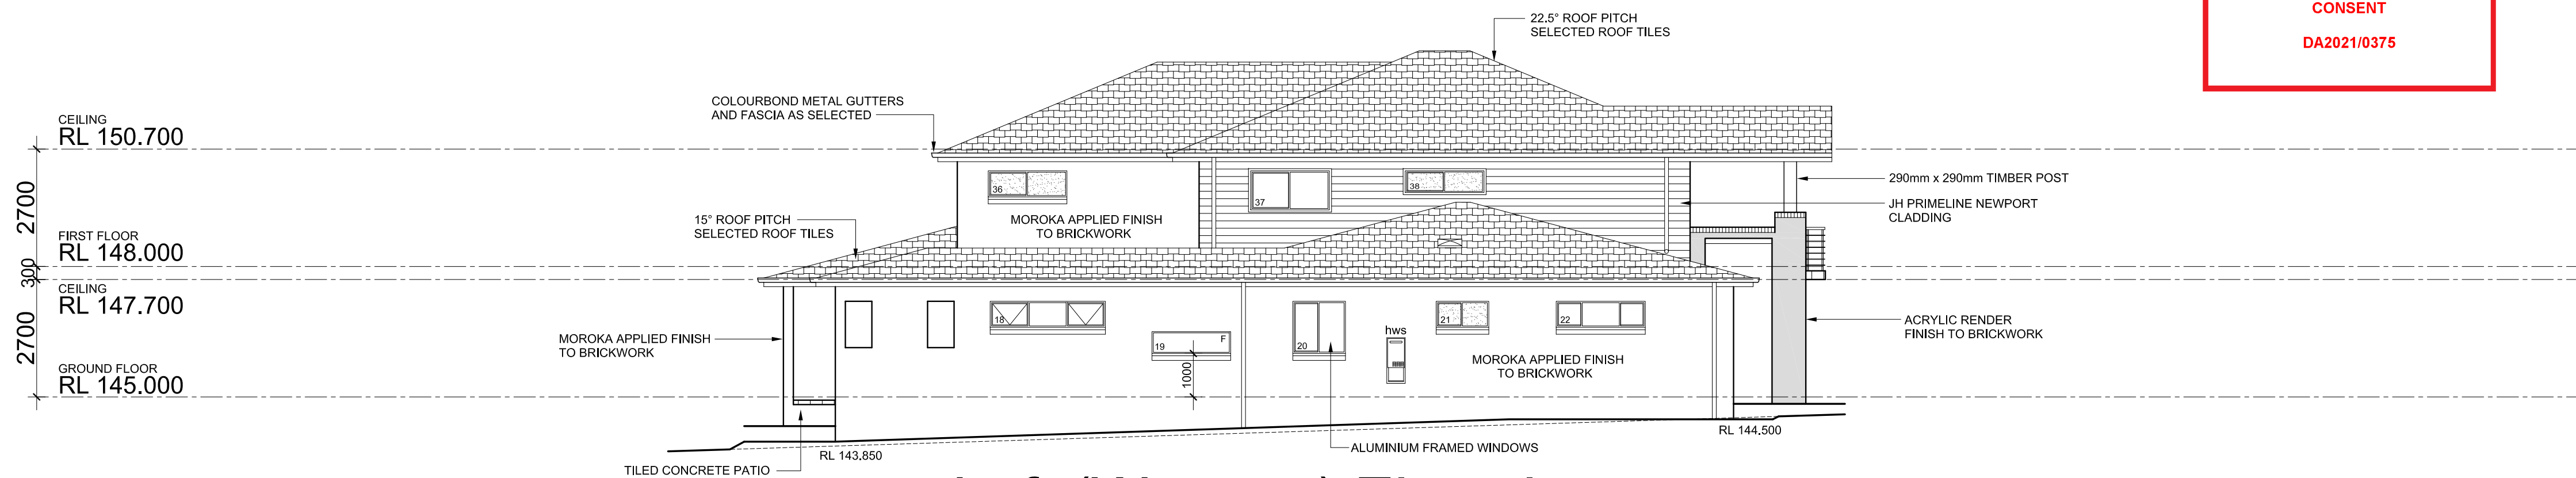 CONSENT
DA2021/0375
22.5° ROOF PITCH
SELECTED ROOF TILES
COLOURBOND METAL GUTTERS
AND FASCIA AS SELECTED
CEILING
RL 150.700
2700
36
37
38
290mm x 290mm TIMBER POST
JH PRIMELINE NEWPORT
CLADDING
15° ROOF PITCH
SELECTED ROOF TILES
MOROKA APPLIED FINISH
TO BRICKWORK
FIRST FLOOR
RL 148.000
300
CEILING
RL 147.700
2700
18
19
F
20
hws
21
22
MOROKA APPLIED FINISH
TO BRICKWORK
MOROKA APPLIED FINISH
TO BRICKWORK
ACRYLIC RENDER
FINISH TO BRICKWORK
GROUND FLOOR
RL 145.000
1000
RL 144.500
ALUMINIUM FRAMED WINDOWS
RL 143.850
TILED CONCRETE PATIO